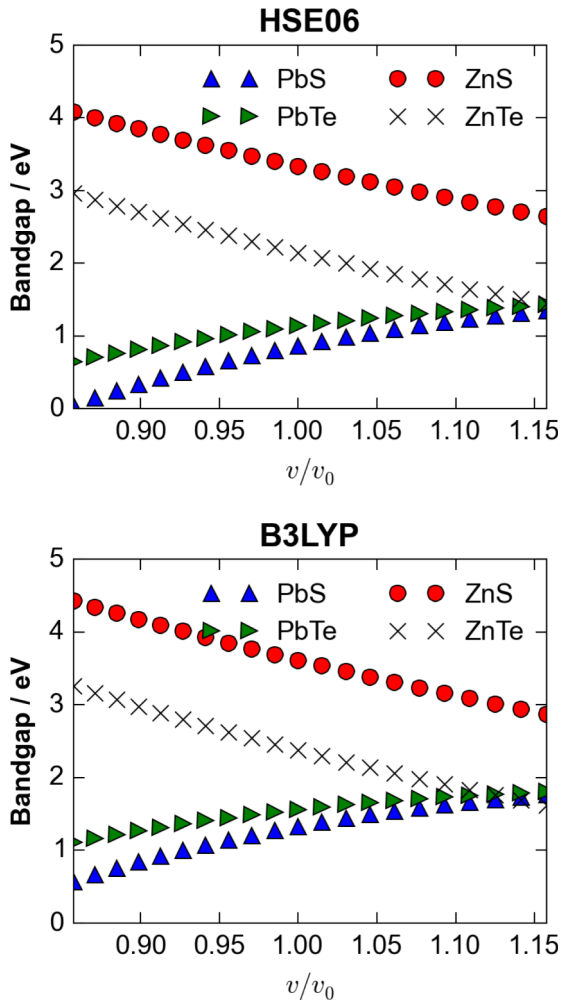 HSE06
5
PbS ZnS
PbTe ZnTe
4
3
2
1
0
Bandgap / eV
0.90 0.95 1.00 1.05 1.10 1.15
v/v₀
B3LYP
5
PbS ZnS
PbTe ZnTe
4
3
2
1
0
Bandgap / eV
0.90 0.95 1.00 1.05 1.10 1.15
v/v₀